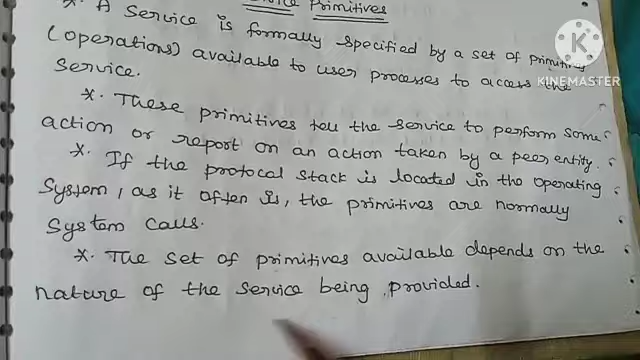 Service Primitives
*. A Service is formally specified by a set of primitives
(operations) available to user processes to access the
Service.
*. These primitives tell the service to perform some
action or report on an action taken by a peer entity.
*. If the protocal stack is located in the operating
System, as it often is, the primitives are normally
System calls.
*. The set of primitives available depends on the
nature of the service being provided.
KINEMASTER